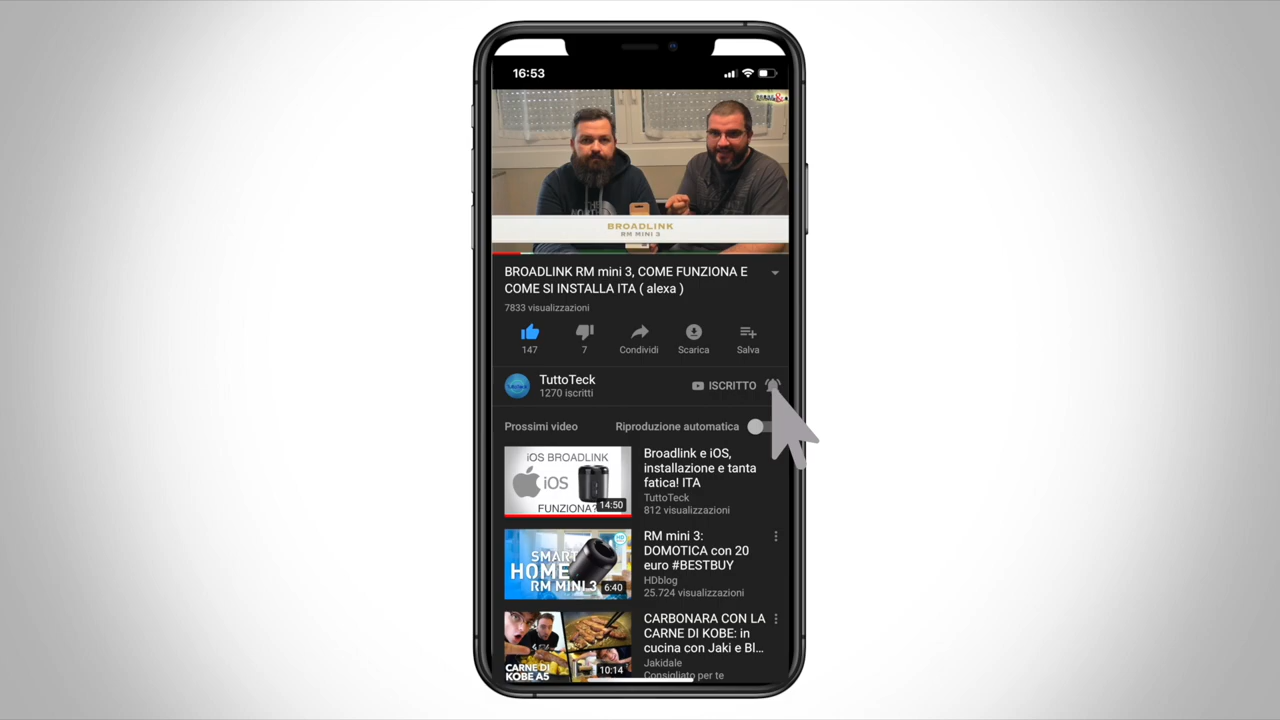 16:53
BROADLINK
RM MINI 3
BROADLINK RM mini 3, COME FUNZIONA E
COME SI INSTALLA ITA ( alexa )
7833 visualizzazioni
147
7
Condividi
Scarica
Salva
TuttoTeck
1270 iscritti
ISCRITTO
Prossimi video
Riproduzione automatica
iOS BROADLINK
iOS
FUNZIONA?
14:50
Broadlink e iOS,
installazione e tanta
fatica! ITA
TuttoTeck
812 visualizzazioni
SMART
HOME
RM MINI 3
6:40
RM mini 3:
DOMOTICA con 20
euro #BESTBUY
HDblog
25.724 visualizzazioni
CARNE DI
KOBE A5
10:14
CARBONARA CON LA
CARNE DI KOBE: in
cucina con Jaki e Bl...
Jakidale
Consigliato per te